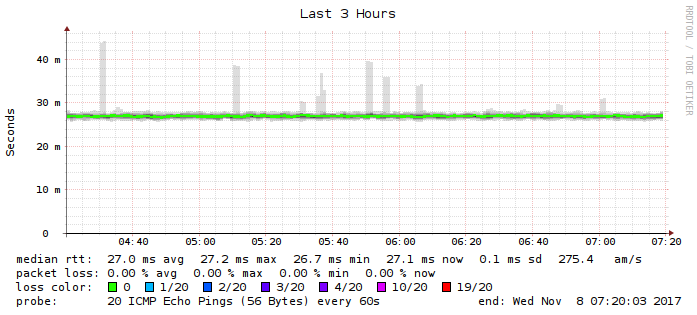 Last 3 Hours
RRDTOOL / TOBI OETIKER
Seconds
40 m
30 m
20 m
10 m
0
04:40 05:00 05:20 05:40 06:00 06:20 06:40 07:00 07:20
median rtt: 27.0 ms avg 27.2 ms max 26.7 ms min 27.1 ms now 0.1 ms sd 275.4 am/s
packet loss: 0.00 % avg 0.00 % max 0.00 % min 0.00 % now
loss color: 0 1/20 2/20 3/20 4/20 10/20 19/20
probe: 20 ICMP Echo Pings (56 Bytes) every 60s end: Wed Nov 8 07:20:03 2017